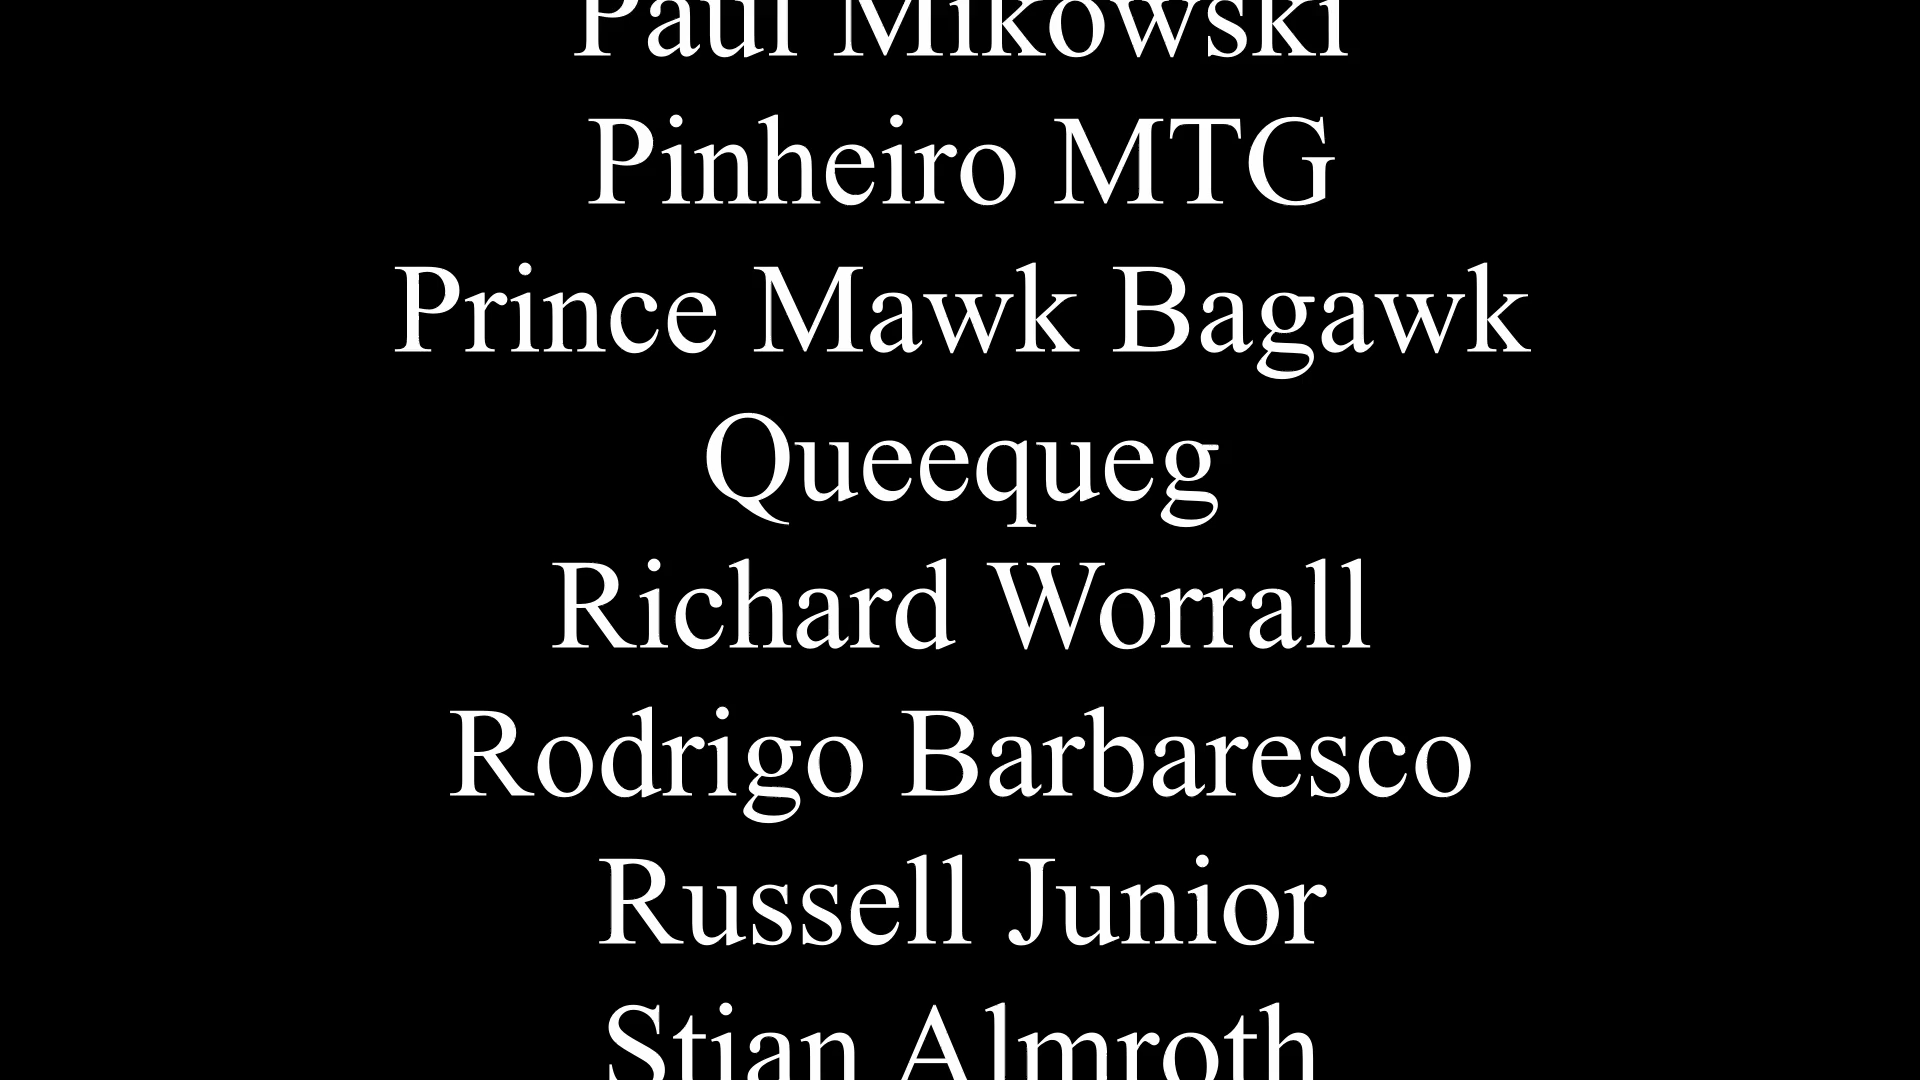 Paul Mikowski
Pinheiro MTG
Prince Mawk Bagawk
Queequeg
Richard Worrall
Rodrigo Barbaresco
Russell Junior
Stian Almroth